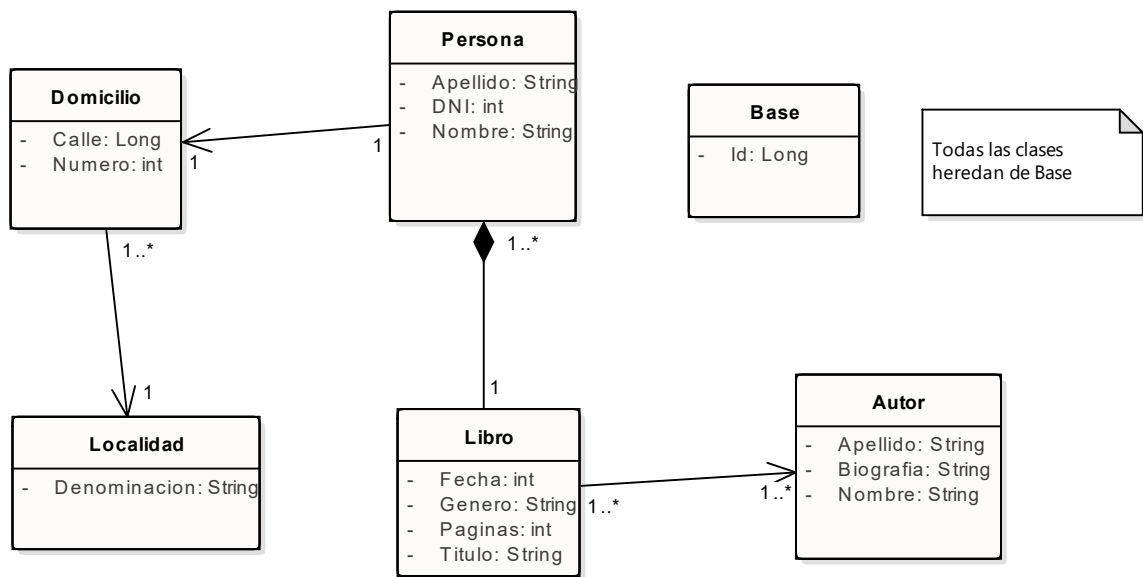 Persona
- Apellido: String
- DNI: int
- Nombre: String
Domicilio
- Calle: Long
- Numero: int
1
1
Base
- Id: Long
Todas las clases
heredan de Base
1..*
1..*
1
1
Localidad
- Denominacion: String
Libro
- Fecha: int
- Genero: String
- Paginas: int
- Titulo: String
1..*
1..*
Autor
- Apellido: String
- Biografia: String
- Nombre: String